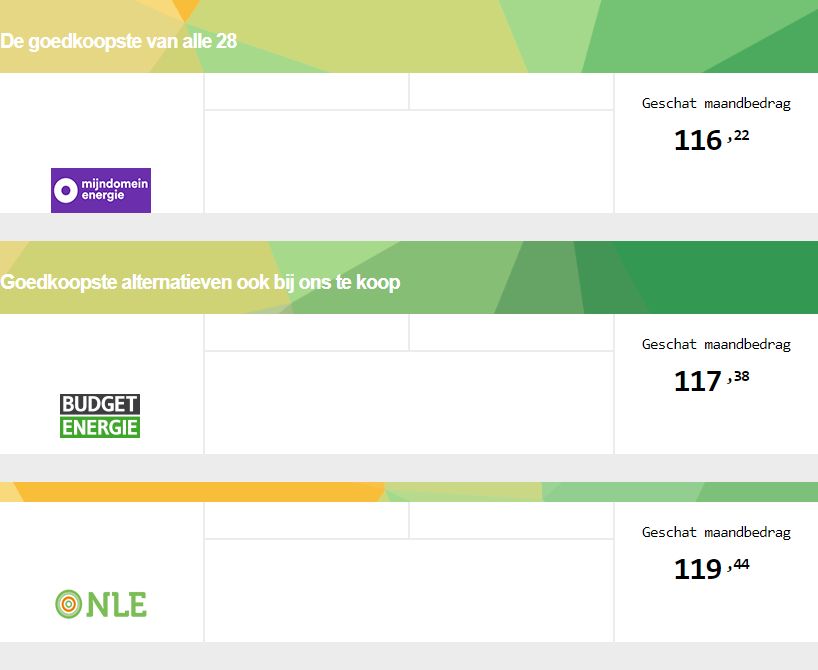 De goedkoopste van alle 28
Geschat maandbedrag
116 ,22
mijndomein
energie
Goedkoopste alternatieven ook bij ons te koop
Geschat maandbedrag
117 ,38
BUDGET
ENERGIE
Geschat maandbedrag
119 ,44
NLE